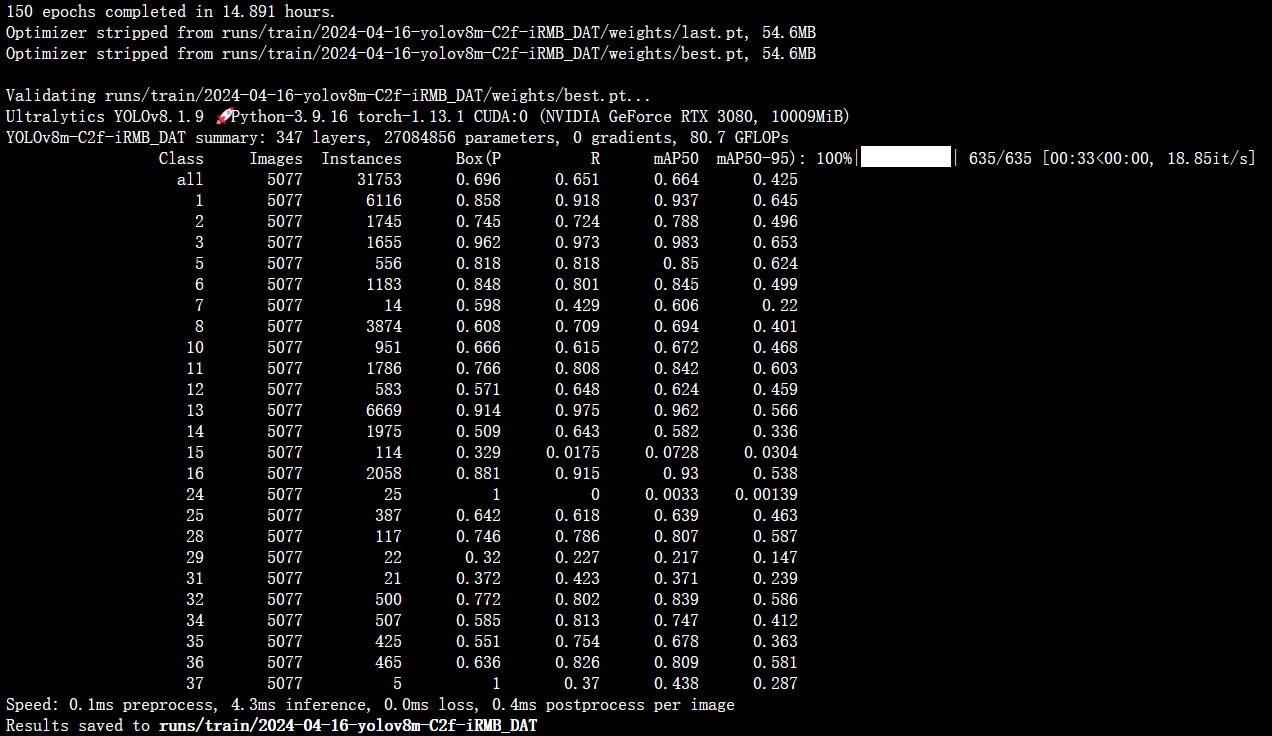 150 epochs completed in 14.891 hours.
Optimizer stripped from runs/train/2024-04-16-yolov8m-C2f-iRMB_DAT/weights/last.pt, 54.6MB
Optimizer stripped from runs/train/2024-04-16-yolov8m-C2f-iRMB_DAT/weights/best.pt, 54.6MB
Validating runs/train/2024-04-16-yolov8m-C2f-iRMB_DAT/weights/best.pt...
Ultralytics YOLOv8.1.9 🚀Python-3.9.16 torch-1.13.1 CUDA:0 (NVIDIA GeForce RTX 3080, 10009MiB)
YOLOv8m-C2f-iRMB_DAT summary: 347 layers, 27084856 parameters, 0 gradients, 80.7 GFLOPs
Class Images Instances Box(P R mAP50 mAP50-95): 100%|██████████| 635/635 [00:33<00:00, 18.85it/s]
all 5077 31753 0.696 0.651 0.664 0.425
1 5077 6116 0.858 0.918 0.937 0.645
2 5077 1745 0.745 0.724 0.788 0.496
3 5077 1655 0.962 0.973 0.983 0.653
5 5077 556 0.818 0.818 0.85 0.624
6 5077 1183 0.848 0.801 0.845 0.499
7 5077 14 0.598 0.429 0.606 0.22
8 5077 3874 0.608 0.709 0.694 0.401
10 5077 951 0.666 0.615 0.672 0.468
11 5077 1786 0.766 0.808 0.842 0.603
12 5077 583 0.571 0.648 0.624 0.459
13 5077 6669 0.914 0.975 0.962 0.566
14 5077 1975 0.509 0.643 0.582 0.336
15 5077 114 0.329 0.0175 0.0728 0.0304
16 5077 2058 0.881 0.915 0.93 0.538
24 5077 25 1 0 0.0033 0.00139
25 5077 387 0.642 0.618 0.639 0.463
28 5077 117 0.746 0.786 0.807 0.587
29 5077 22 0.32 0.227 0.217 0.147
31 5077 21 0.372 0.423 0.371 0.239
32 5077 500 0.772 0.802 0.839 0.586
34 5077 507 0.585 0.813 0.747 0.412
35 5077 425 0.551 0.754 0.678 0.363
36 5077 465 0.636 0.826 0.809 0.581
37 5077 5 1 0.37 0.438 0.287
Speed: 0.1ms preprocess, 4.3ms inference, 0.0ms loss, 0.4ms postprocess per image
Results saved to runs/train/2024-04-16-yolov8m-C2f-iRMB_DAT